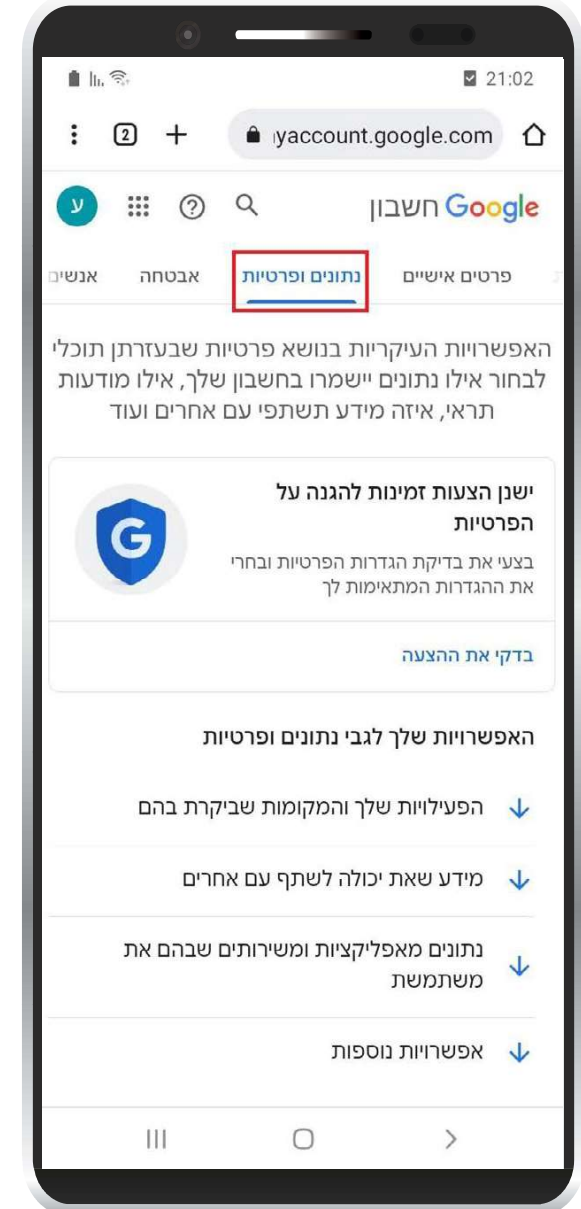 21:02
2
yaccount.google.com
Google חשבון
ע
פרטים אישיים נתונים ופרטיות אבטחה אנשים
האפשרויות העיקריות בנושא פרטיות שבעזרתן תוכלי
לבחור אילו נתונים יישמרו בחשבון שלך, אילו מודעות
תראי, איזה מידע תשתפי עם אחרים ועוד
ישנן הצעות זמינות להגנה על
הפרטיות
בצעי את בדיקת הגדרות הפרטיות ובחרי
את ההגדרות המתאימות לך
G
בדקי את ההצעה
האפשרויות שלך לגבי נתונים ופרטיות
הפעילויות שלך והמקומות שביקרת בהם
מידע שאת יכולה לשתף עם אחרים
נתונים מאפליקציות ומשירותים שבהם את
משתמשת
אפשרויות נוספות